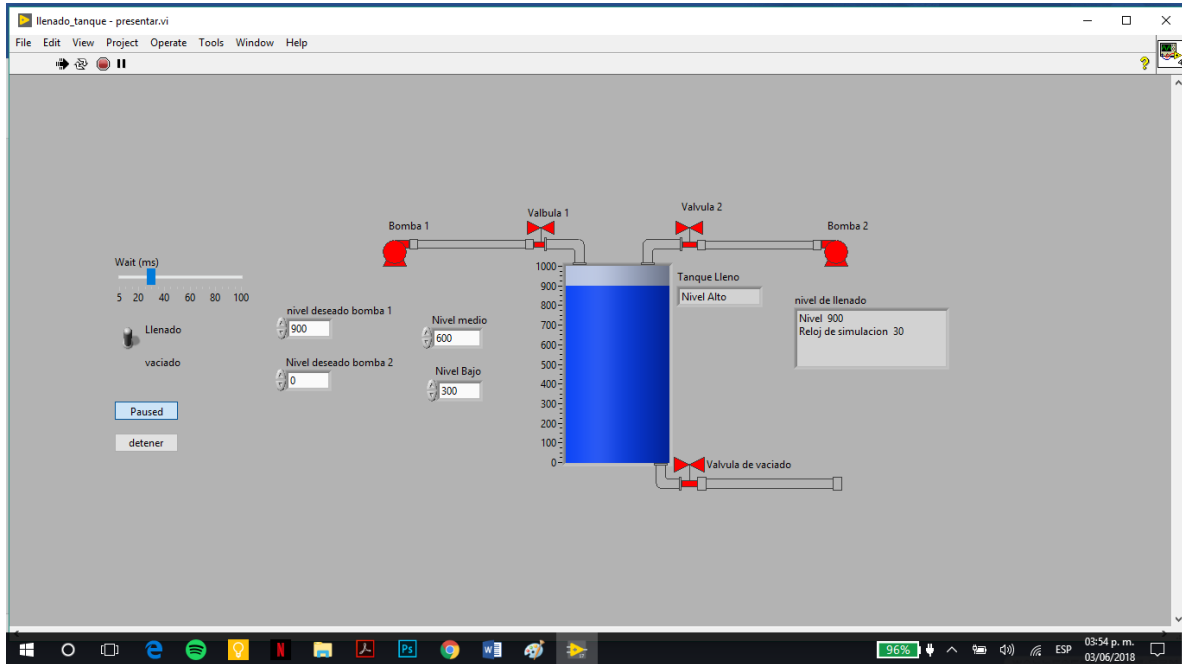 llenado_tanque - presentar.vi
File Edit View Project Operate Tools Window Help
Valbula 1
Valvula 2
Bomba 1
Bomba 2
Wait (ms)
5 20 40 60 80 100
Llenado
vaciado
nivel deseado bomba 1
900
Nivel deseado bomba 2
0
Nivel medio
600
Nivel Bajo
300
Paused
detener
1000
900
800
700
600
500
400
300
200
100
0
Tanque Lleno
Nivel Alto
nivel de llenado
Nivel 900
Reloj de simulacion 30
Valvula de vaciado
96%
ESP
03:54 p. m.
03/06/2018